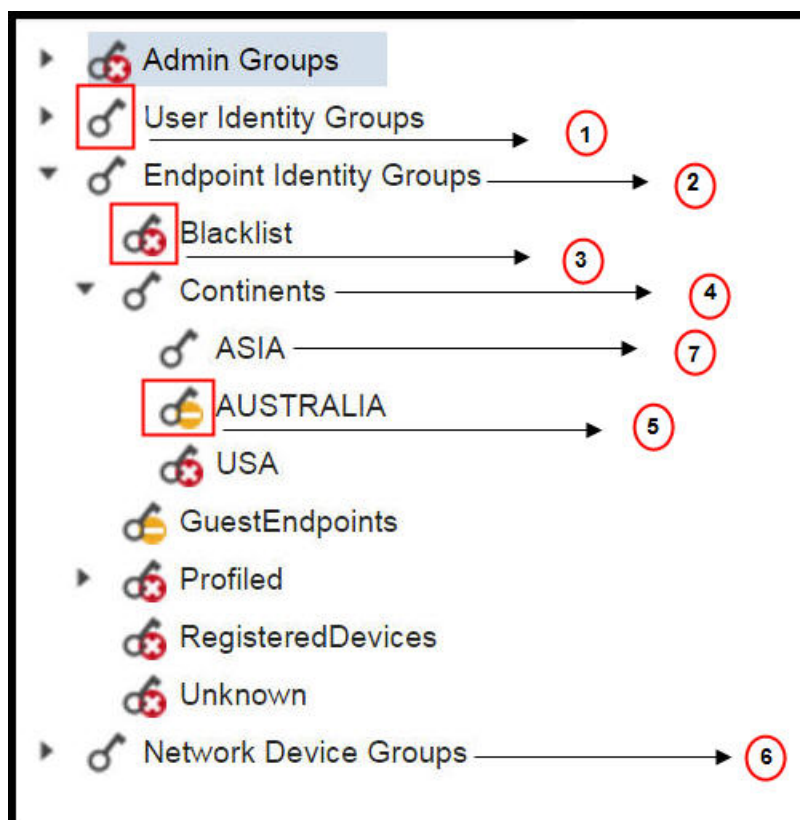 Admin Groups
User Identity Groups 1
Endpoint Identity Groups 2
Blacklist 3
Continents 4
ASIA 7
AUSTRALIA 5
USA
GuestEndpoints
Profiled
RegisteredDevices
Unknown
Network Device Groups 6